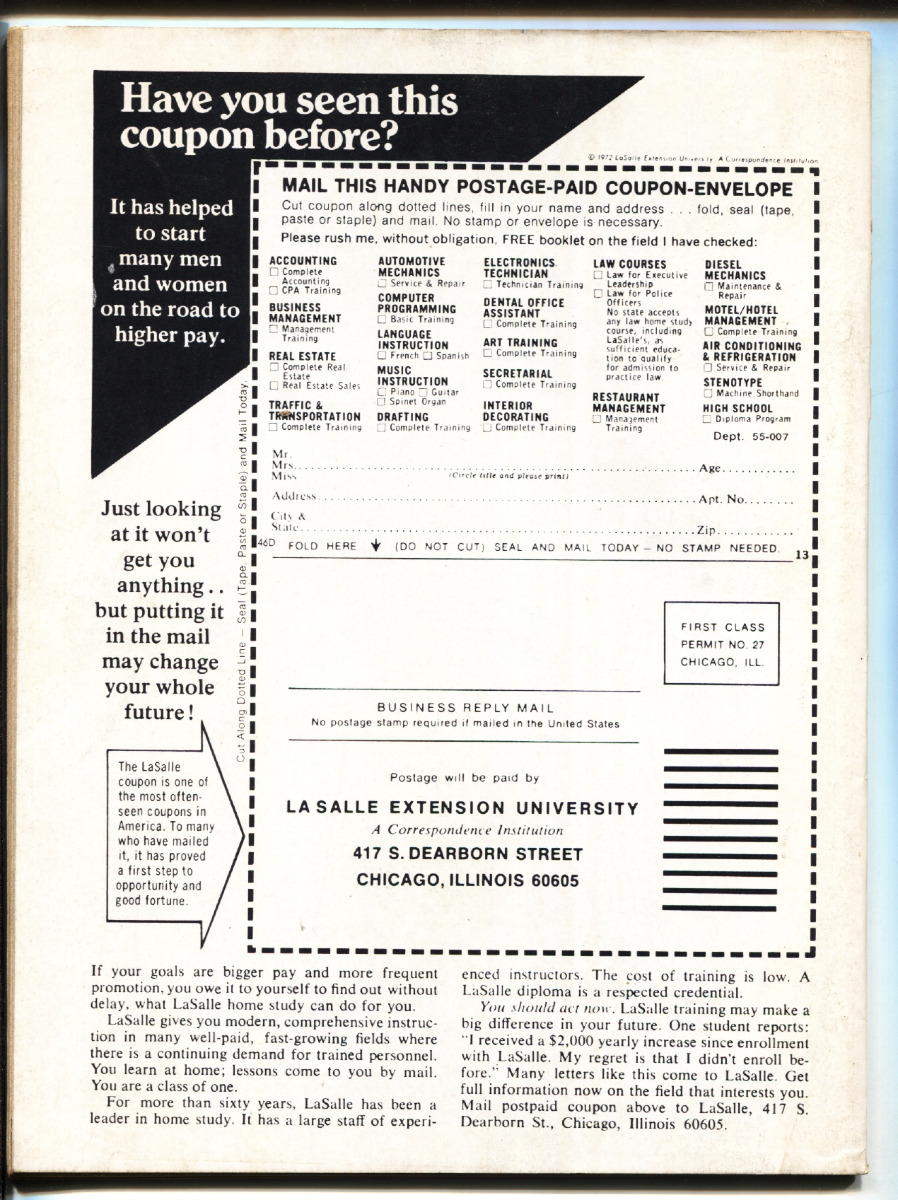 Have you seen this
coupon before?
© 1972 LaSalle Extension University A Correspondence Institution
It has helped
to start
many men
and women
on the road to
higher pay.
Just looking
at it won't
get you
anything . .
but putting it
in the mail
may change
your whole
future!
The LaSalle
coupon is one of
the most often-
seen coupons in
America. To many
who have mailed
it, it has proved
a first step to
opportunity and
good fortune.
Cut Along Dotted Line — Seal (Tape, Paste or Staple) and Mail Today.
MAIL THIS HANDY POSTAGE-PAID COUPON-ENVELOPE
Cut coupon along dotted lines, fill in your name and address . . . fold, seal (tape,
paste or staple) and mail. No stamp or envelope is necessary.
Please rush me, without obligation, FREE booklet on the field I have checked:
ACCOUNTING
Complete
Accounting
CPA Training
BUSINESS
MANAGEMENT
Management
Training
REAL ESTATE
Complete Real
Estate
Real Estate Sales
TRAFFIC &
TRANSPORTATION
Complete Training
AUTOMOTIVE
MECHANICS
Service & Repair
COMPUTER
PROGRAMMING
Basic Training
LANGUAGE
INSTRUCTION
French Spanish
MUSIC
INSTRUCTION
Piano Guitar
Spinet Organ
DRAFTING
Complete Training
ELECTRONICS
TECHNICIAN
Technician Training
DENTAL OFFICE
ASSISTANT
Complete Training
ART TRAINING
Complete Training
SECRETARIAL
Complete Training
INTERIOR
DECORATING
Complete Training
LAW COURSES
Law for Executive
Leadership
Law for Police
Officers
No state accepts
any law home study
course, including
LaSalle's, as
sufficient educa-
tion to qualify
for admission to
practice law.
RESTAURANT
MANAGEMENT
Management
Training
DIESEL
MECHANICS
Maintenance &
Repair
MOTEL/HOTEL
MANAGEMENT
Complete Training
AIR CONDITIONING
& REFRIGERATION
Service & Repair
STENOTYPE
Machine Shorthand
HIGH SCHOOL
Diploma Program
Dept. 55-007
Mr.
Mrs. Age
Miss (Circle title and please print)
Address Apt. No.
City &
State Zip
46D FOLD HERE (DO NOT CUT) SEAL AND MAIL TODAY — NO STAMP NEEDED. 13
FIRST CLASS
PERMIT NO. 27
CHICAGO, ILL.
BUSINESS REPLY MAIL
No postage stamp required if mailed in the United States
Postage will be paid by
LA SALLE EXTENSION UNIVERSITY
A Correspondence Institution
417 S. DEARBORN STREET
CHICAGO, ILLINOIS 60605
If your goals are bigger pay and more frequent
promotion, you owe it to yourself to find out without
delay, what LaSalle home study can do for you.
LaSalle gives you modern, comprehensive instruc-
tion in many well-paid, fast-growing fields where
there is a continuing demand for trained personnel.
You learn at home; lessons come to you by mail.
You are a class of one.
For more than sixty years, LaSalle has been a
leader in home study. It has a large staff of experi-
enced instructors. The cost of training is low. A
LaSalle diploma is a respected credential.
You should act now. LaSalle training may make a
big difference in your future. One student reports:
"I received a $2,000 yearly increase since enrollment
with LaSalle. My regret is that I didn't enroll be-
fore." Many letters like this come to LaSalle. Get
full information now on the field that interests you.
Mail postpaid coupon above to LaSalle, 417 S.
Dearborn St., Chicago, Illinois 60605.